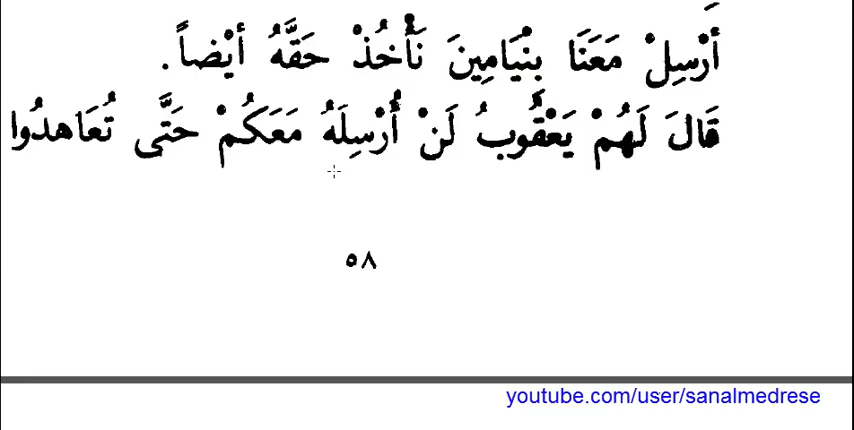 أَرْسِلْ مَعَنَا بِنْيَامِينَ نَأْخُذْ حَقَّهُ أَيْضاً.
قَالَ لَهُمْ يَعْقُوبُ لَنْ أُرْسِلَهُ مَعَكُمْ حَتَّى تُعَاهِدُوا
٥٨
youtube.com/user/sanalmedrese